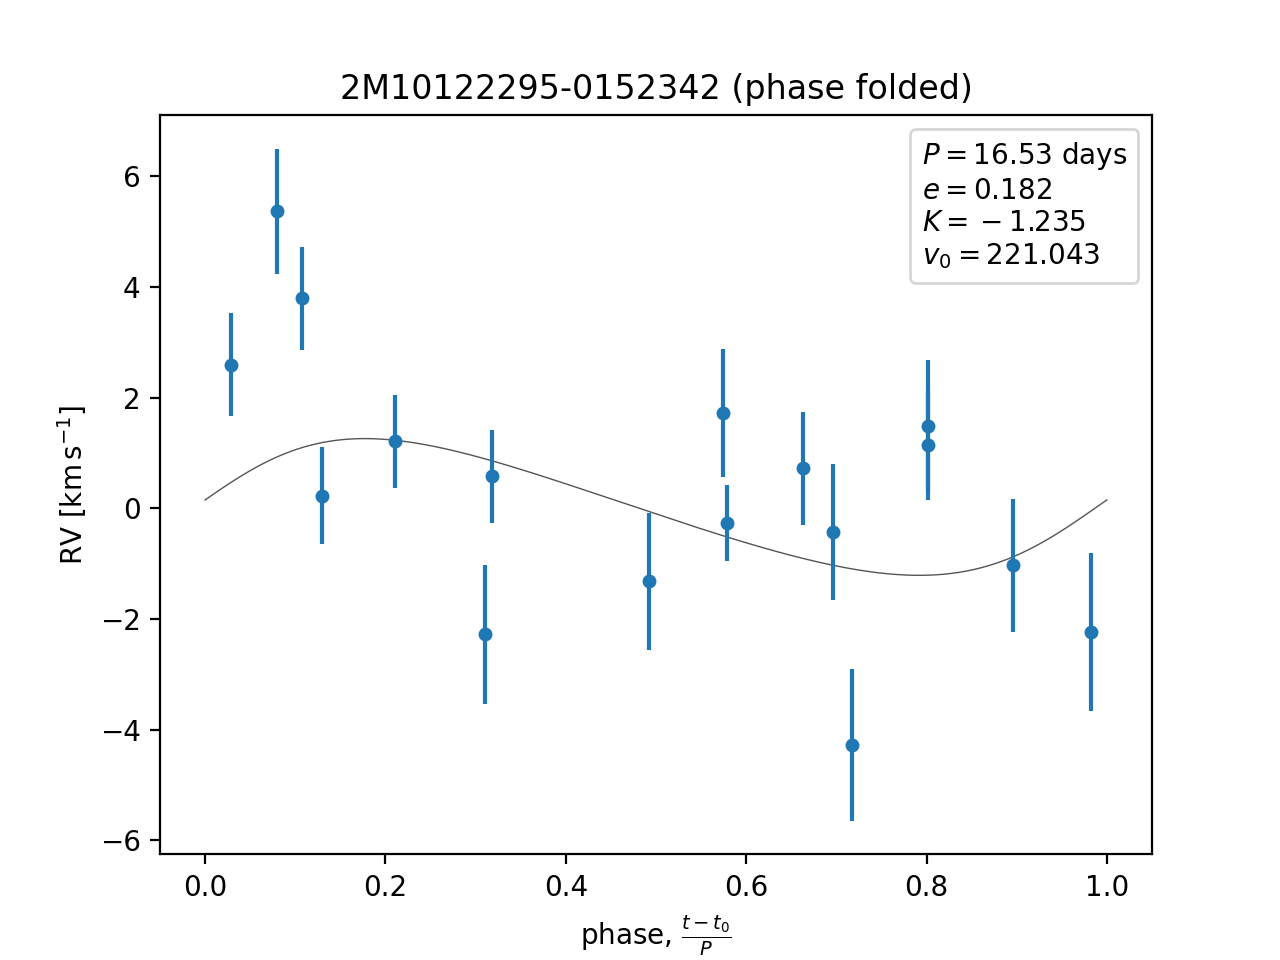 2M10122295-0152342 (phase folded)
P = 16.53 days
e = 0.182
K = −1.235
v₀ = 221.043
RV [km s⁻¹]
6
4
2
0
−2
−4
−6
0.0 0.2 0.4 0.6 0.8 1.0
phase, (t − t₀)/P